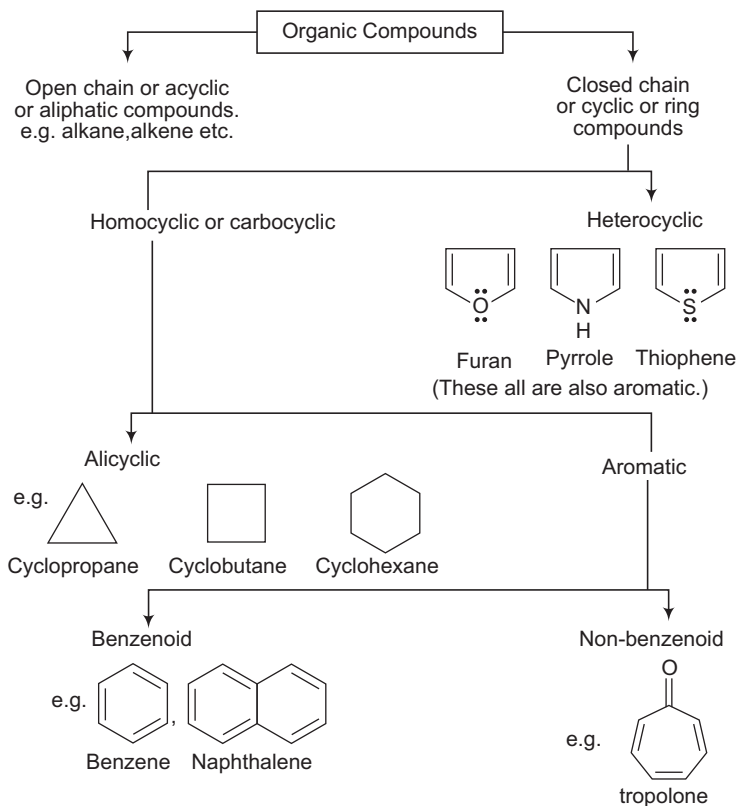 Organic Compounds
Open chain or acyclic
or aliphatic compounds.
e.g. alkane,alkene etc.
Closed chain
or cyclic or ring
compounds
Homocyclic or carbocyclic
Heterocyclic
O
N
H
S
Furan
Pyrrole
Thiophene
(These all are also aromatic.)
Alicyclic
Aromatic
e.g.
Cyclopropane
Cyclobutane
Cyclohexane
Benzenoid
Non-benzenoid
e.g.
,
Benzene
Naphthalene
O
e.g.
tropolone